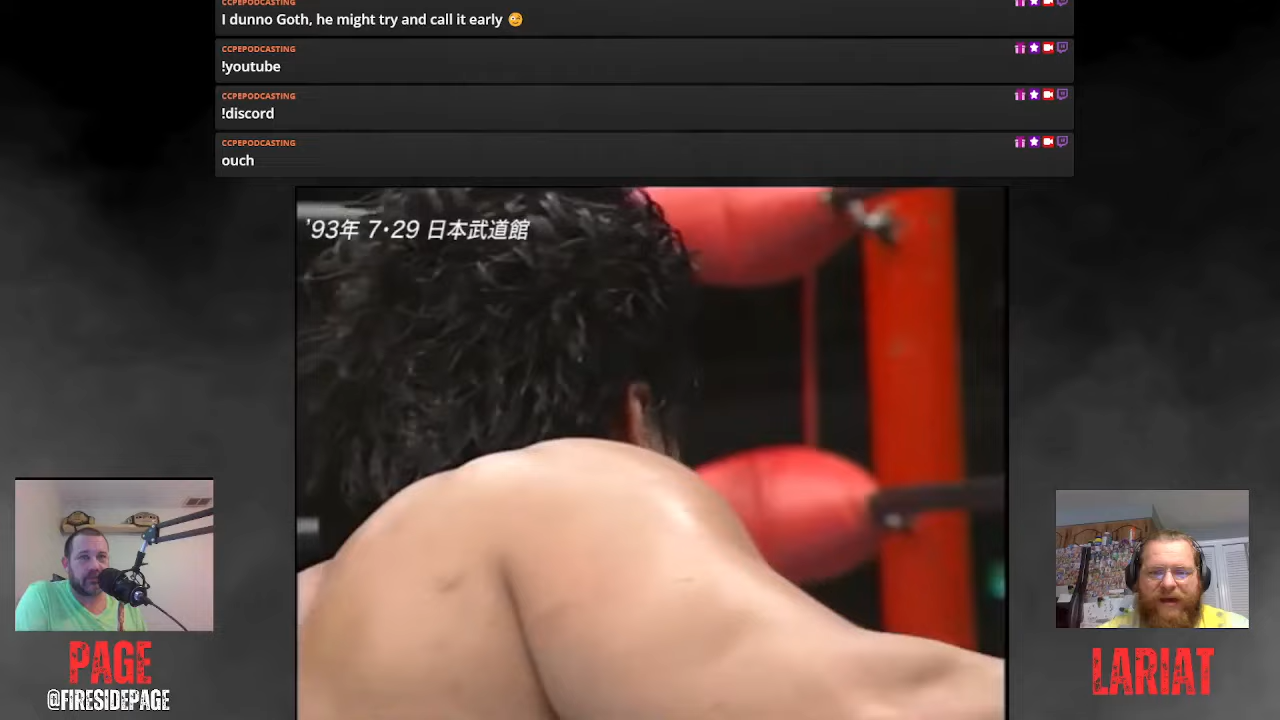 CCPEPODCASTING
I dunno Goth, he might try and call it early
CCPEPODCASTING
!youtube
CCPEPODCASTING
!discord
CCPEPODCASTING
ouch
'93年 7・29 日本武道館
PAGE
@FIRESIDEPAGE
LARIAT